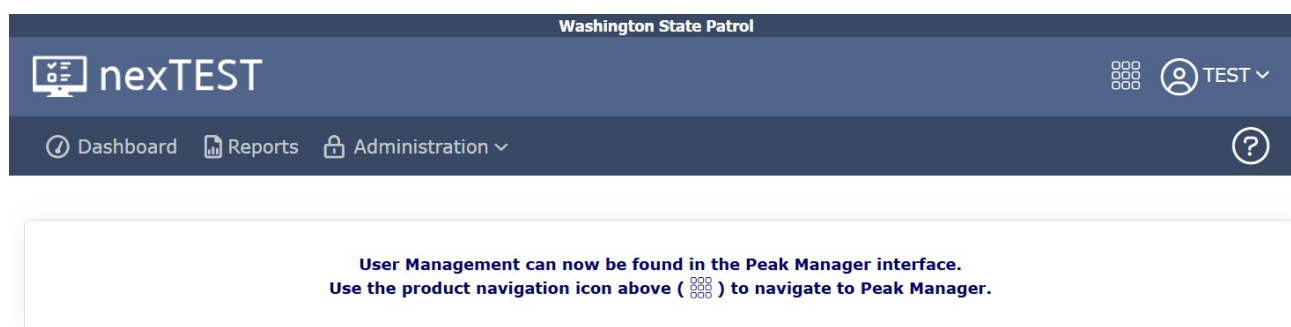 Washington State Patrol
nexTEST
TEST
Dashboard Reports Administration
?
User Management can now be found in the Peak Manager interface.
Use the product navigation icon above ( ) to navigate to Peak Manager.